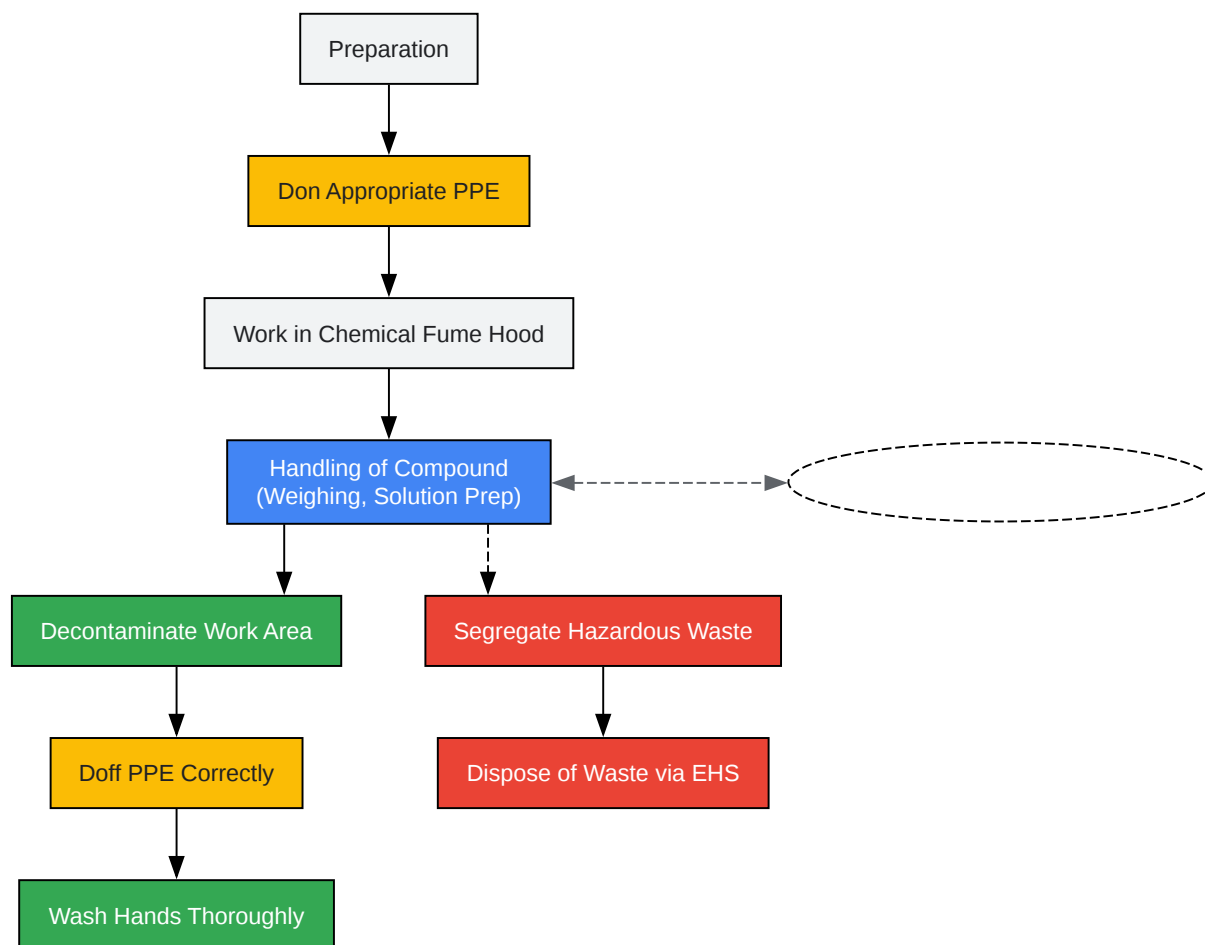 Preparation
Don Appropriate PPE
Work in Chemical Fume Hood
Handling of Compound
(Weighing, Solution Prep)
Decontaminate Work Area
Segregate Hazardous Waste
Doff PPE Correctly
Dispose of Waste via EHS
Wash Hands Thoroughly